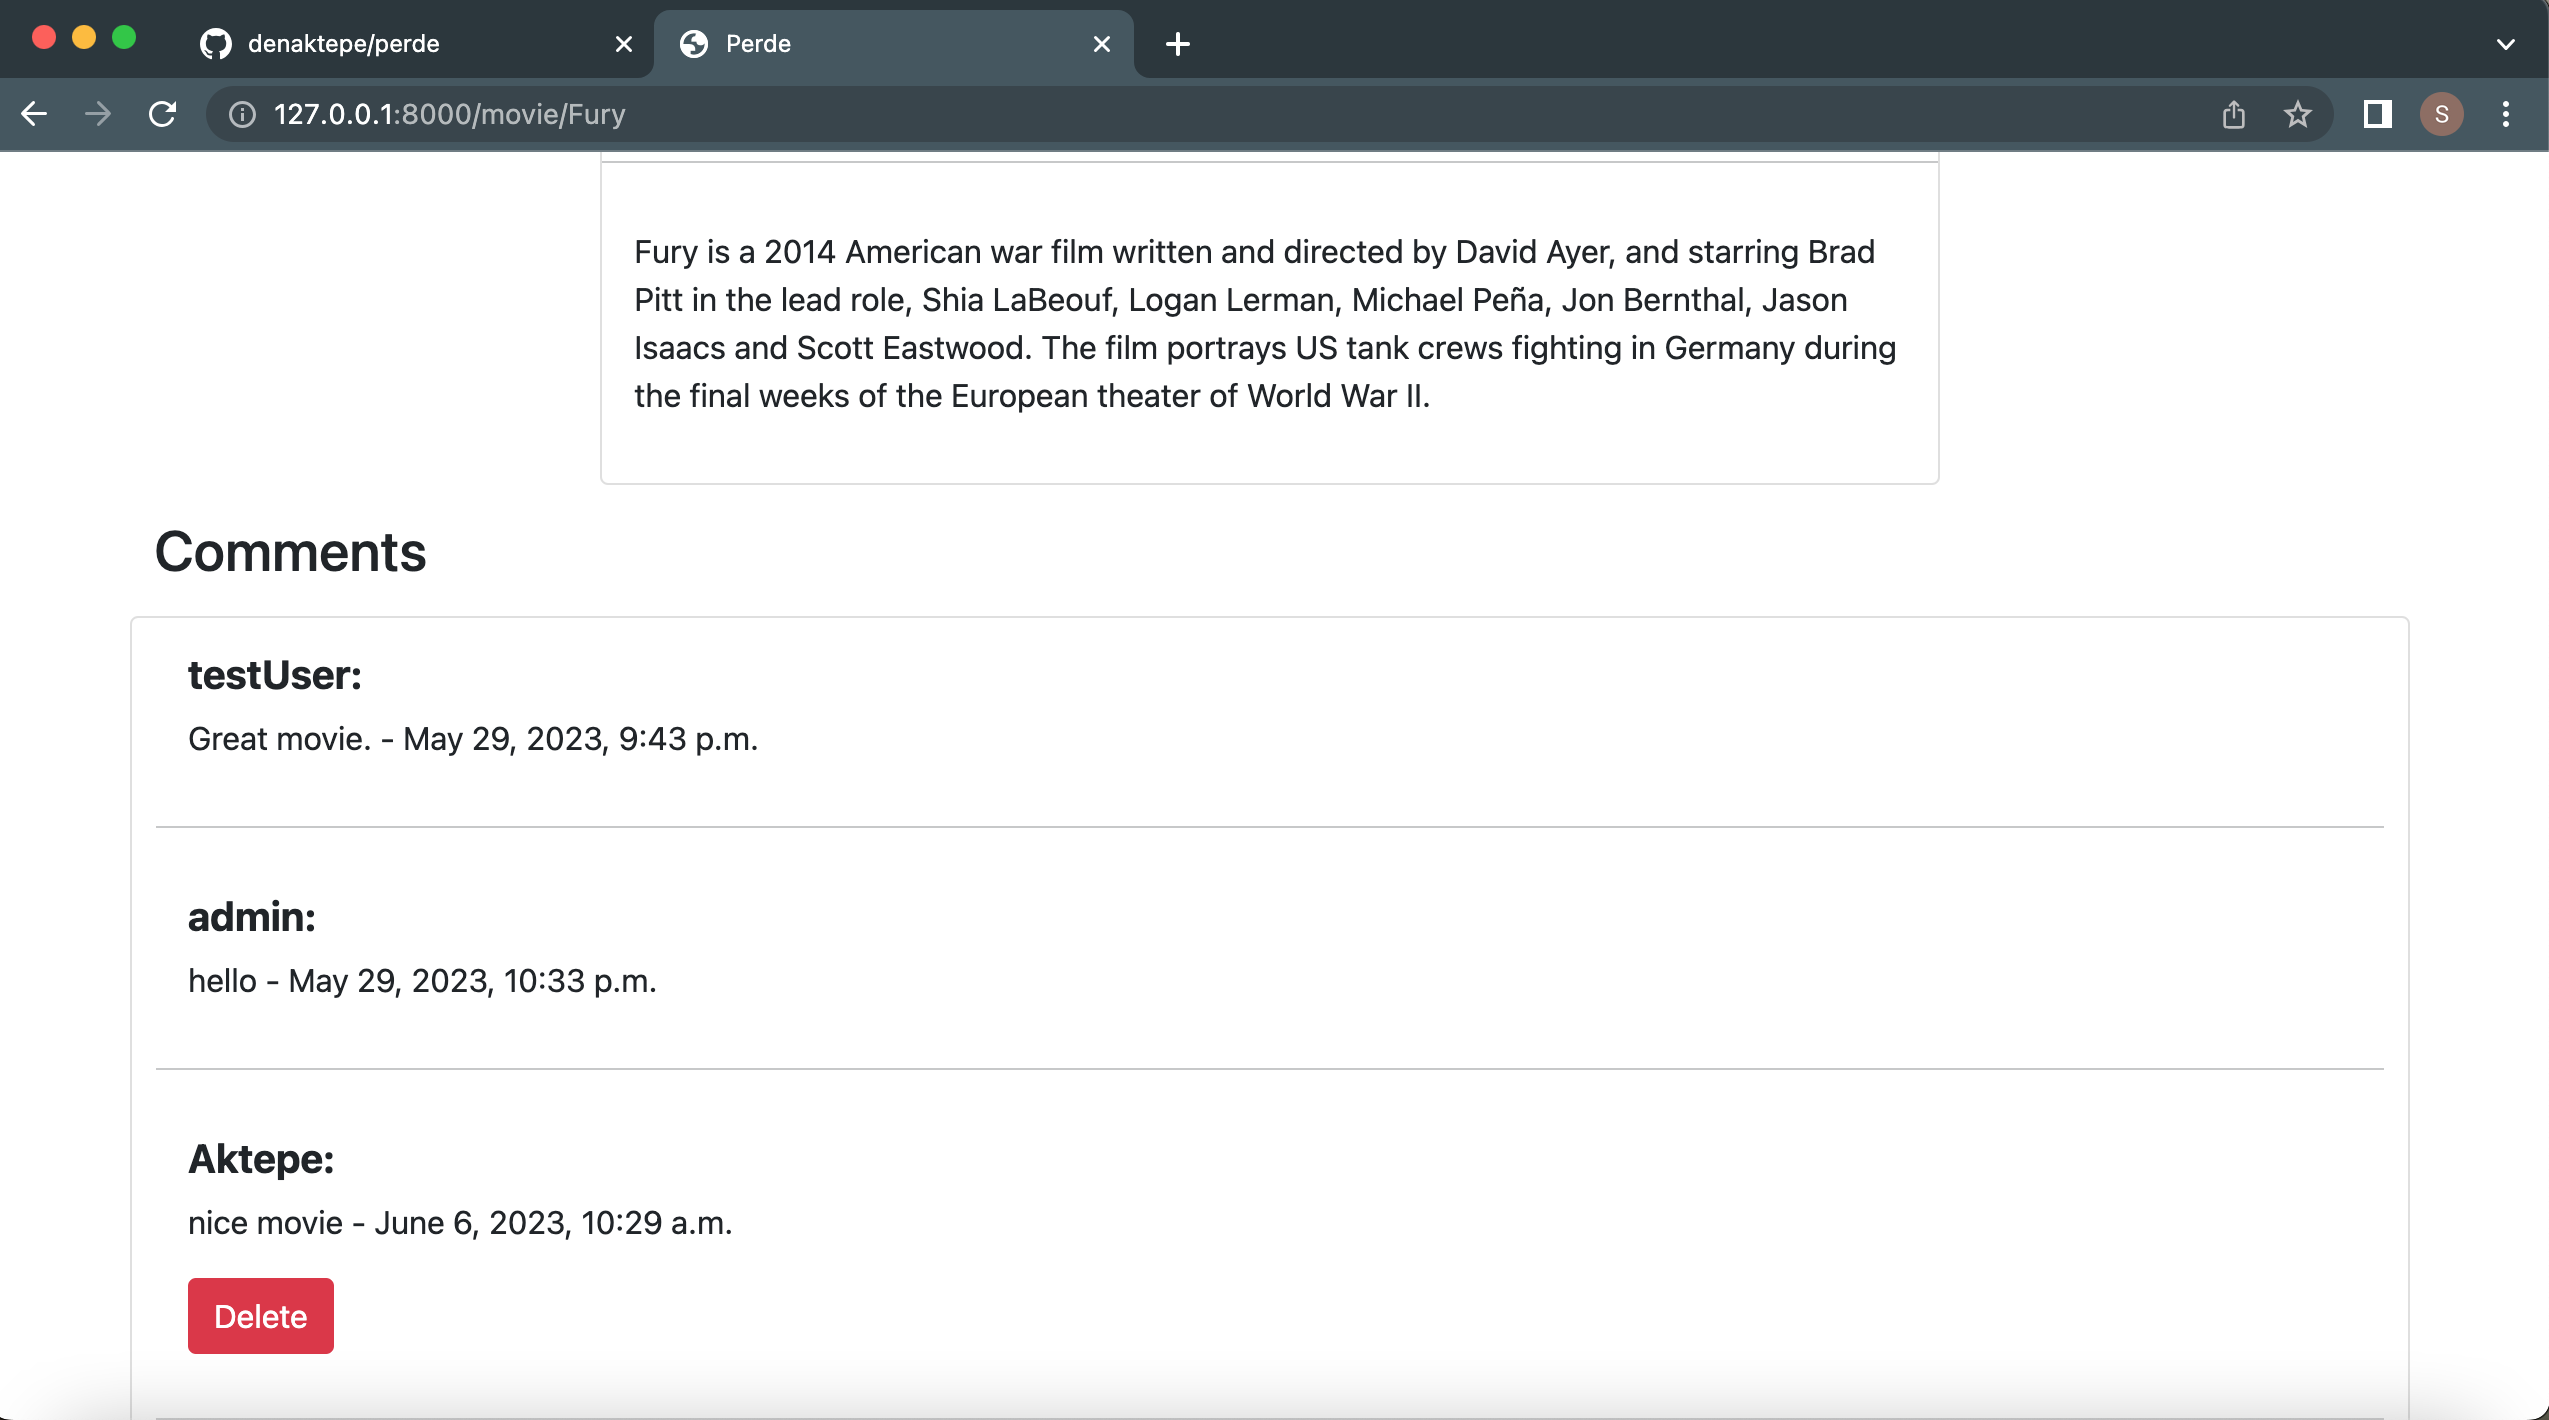 denaktepe/perde
Perde
127.0.0.1:8000/movie/Fury
S
Fury is a 2014 American war film written and directed by David Ayer, and starring Brad
Pitt in the lead role, Shia LaBeouf, Logan Lerman, Michael Peña, Jon Bernthal, Jason
Isaacs and Scott Eastwood. The film portrays US tank crews fighting in Germany during
the final weeks of the European theater of World War II.
Comments
testUser:
Great movie. - May 29, 2023, 9:43 p.m.
admin:
hello - May 29, 2023, 10:33 p.m.
Aktepe:
nice movie - June 6, 2023, 10:29 a.m.
Delete